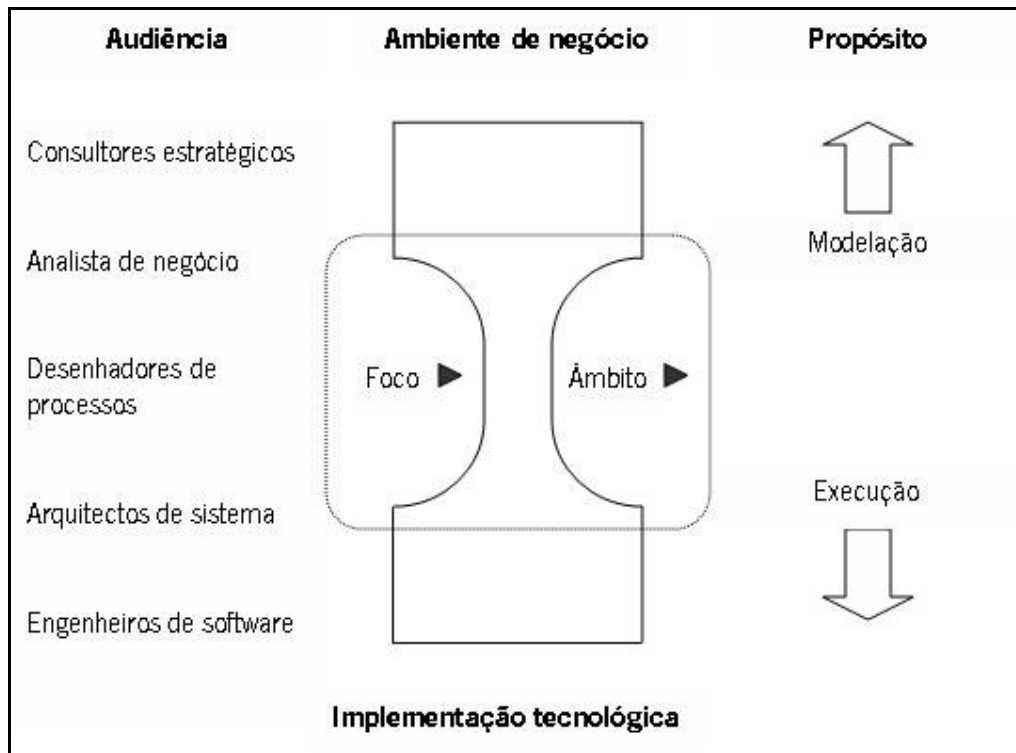 Audiência
Ambiente de negócio
Propósito
Consultores estratégicos
Analista de negócio
Modelação
Desenhadores de
processos
Foco
Âmbito
Arquitectos de sistema
Execução
Engenheiros de software
Implementação tecnológica